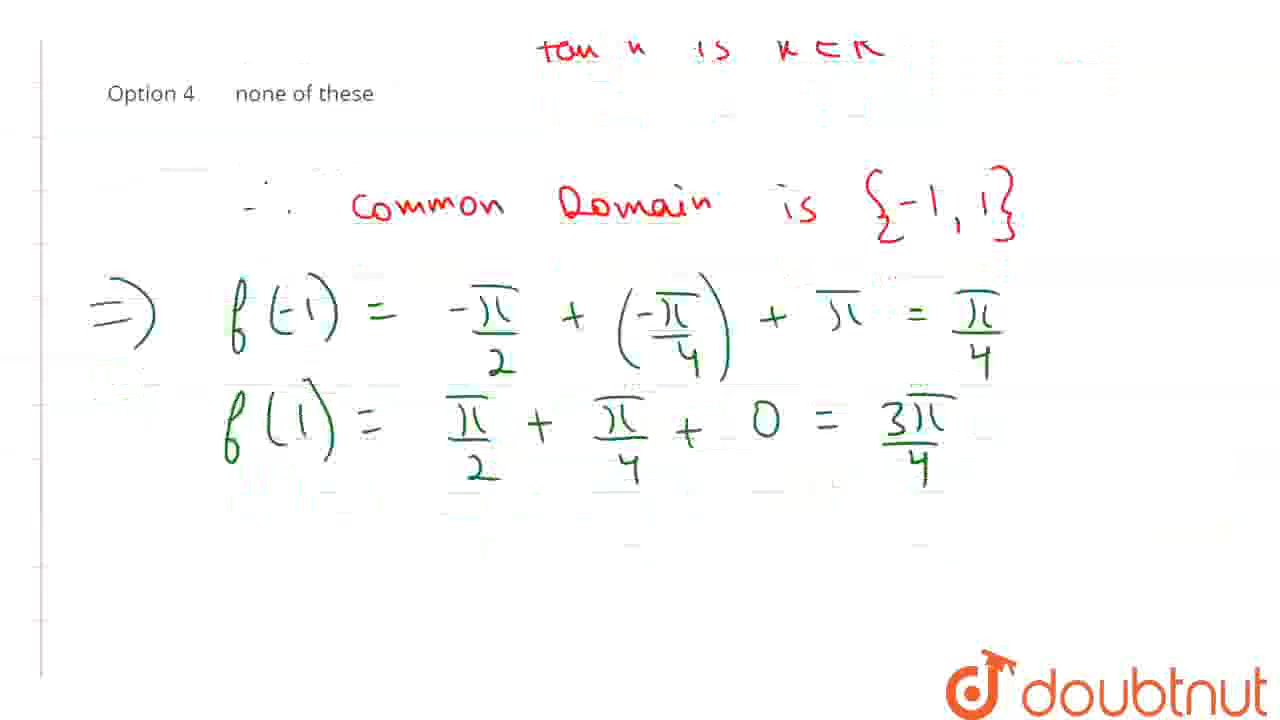 tan x is x ∈ R
Option 4. none of these
∴ Common Domain is {-1, 1}
⇒ f(-1) = -π/2 + (-π/4) + π = π/4
f(1) = π/2 + π/4 + 0 = 3π/4
doubtnut